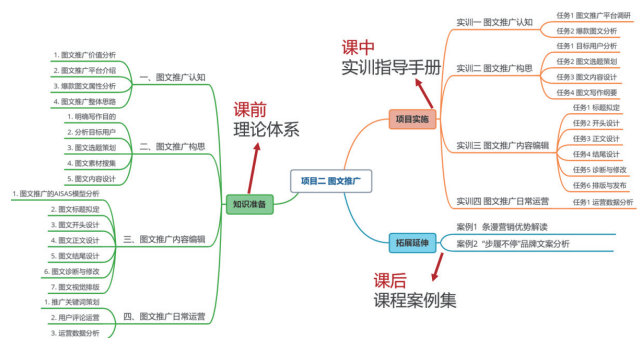 课前
理论体系
课中
实训指导手册
课后
课程案例集
项目二 图文推广
知识准备
一、图文推广认知
1. 图文推广价值分析
2. 图文推广平台介绍
3. 爆款图文属性分析
4. 图文推广整体思路
二、图文推广构思
1. 明确写作目的
2. 分析目标用户
3. 图文选题策划
4. 图文素材搜集
5. 图文内容设计
三、图文推广内容编辑
1. 图文推广的AISAS模型分析
2. 图文标题拟定
3. 图文开头设计
4. 图文正文设计
5. 图文结尾设计
6. 图文诊断与修改
7. 图文视觉排版
四、图文推广日常运营
1. 推广关键词策划
2. 用户评论运营
3. 运营数据分析
项目实施
实训一 图文推广认知
任务1 图文推广平台调研
任务2 爆款图文分析
实训二 图文推广构思
任务1 目标用户分析
任务2 图文选题策划
任务3 图文内容设计
任务4 图文写作纲要
实训三 图文推广内容编辑
任务1 标题拟定
任务2 开头设计
任务3 正文设计
任务4 结尾设计
任务5 诊断与修改
任务6 排版与发布
实训四 图文推广日常运营
任务1 运营数据分析
拓展延伸
案例1 条漫营销优势解读
案例2 “步履不停”品牌文案分析